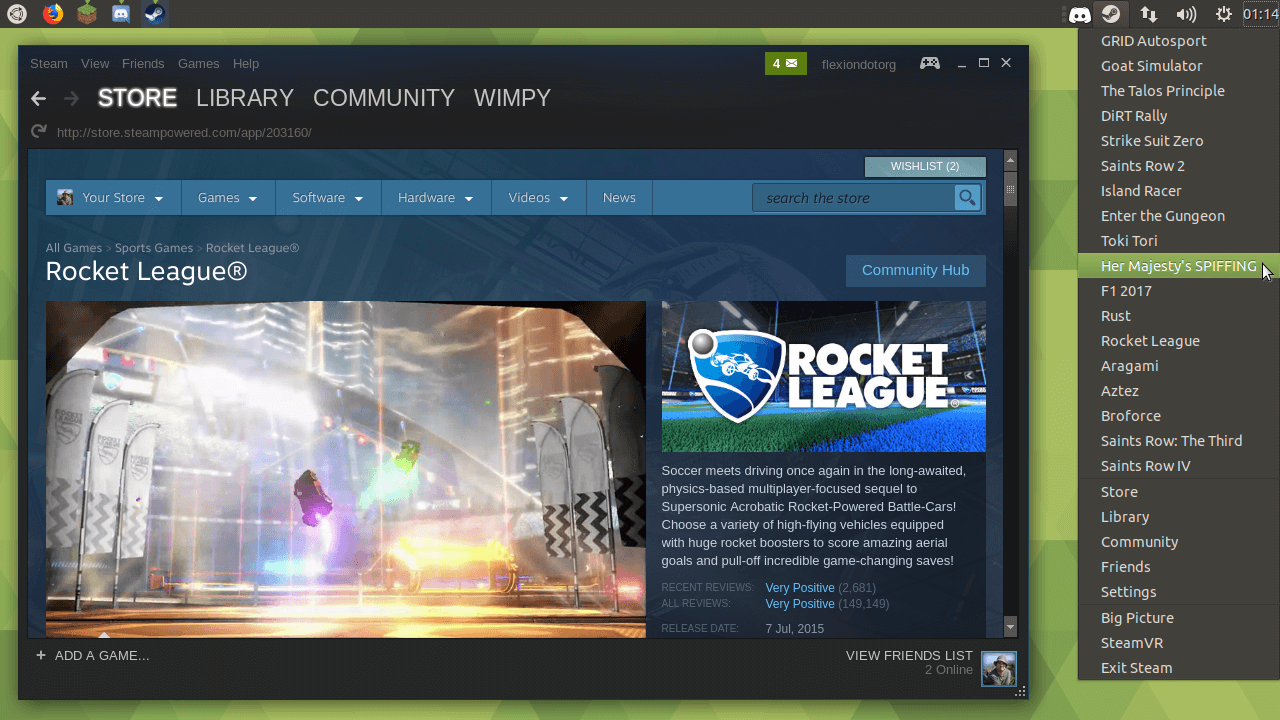 01:14
Steam View Friends Games Help
4
flexiondotorg
STORE LIBRARY COMMUNITY WIMPY
http://store.steampowered.com/app/203160/
WISHLIST (2)
Your Store Games Software Hardware Videos News
search the store
All Games > Sports Games > Rocket League®
Rocket League®
Community Hub
ROCKET
LEAGUE®
Soccer meets driving once again in the long-awaited,
physics-based multiplayer-focused sequel to
Supersonic Acrobatic Rocket-Powered Battle-Cars!
Choose a variety of high-flying vehicles equipped
with huge rocket boosters to score amazing aerial
goals and pull-off incredible game-changing saves!
RECENT REVIEWS: Very Positive (2,681)
ALL REVIEWS: Very Positive (149,149)
RELEASE DATE: 7 Jul, 2015
+ ADD A GAME...
VIEW FRIENDS LIST
2 Online
GRID Autosport
Goat Simulator
The Talos Principle
DiRT Rally
Strike Suit Zero
Saints Row 2
Island Racer
Enter the Gungeon
Toki Tori
Her Majesty's SPIFFING
F1 2017
Rust
Rocket League
Aragami
Aztez
Broforce
Saints Row: The Third
Saints Row IV
Store
Library
Community
Friends
Settings
Big Picture
SteamVR
Exit Steam